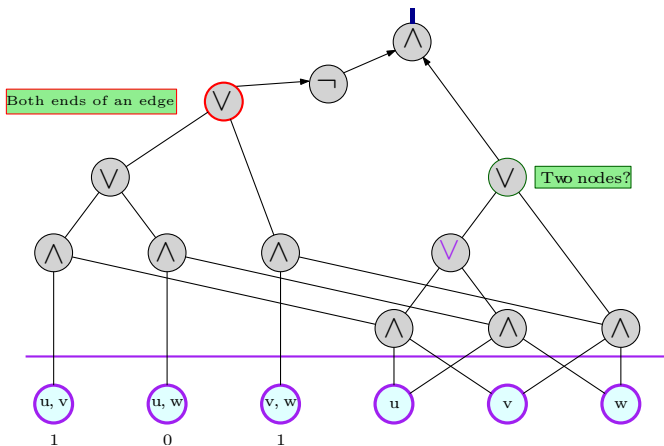 ∧
¬
Both ends of an edge
∨
∨
∨
Two nodes?
∧
∧
∧
∨
∧
∧
∧
u, v
u, w
v, w
u
v
w
1
0
1